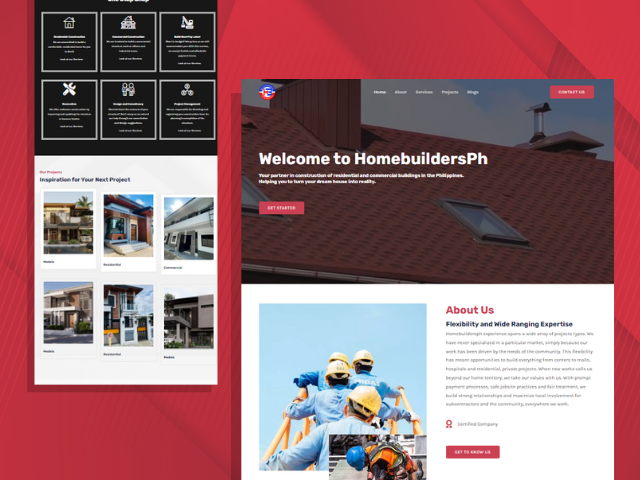 One Stop Shop
Residential Construction
Commercial Construction
Build Now Pay Later
Renovation
Design and Consultancy
Project Management
Our Projects
Inspiration for Your Next Project
Models
Residential
Commercial
Models
Residential
Models
Home
About
Services
Projects
Blogs
CONTACT US
Welcome to HomebuildersPh
Your partner in construction of residential and commercial buildings in the Philippines.
Helping you to turn your dream house into reality.
GET STARTED
About Us
Flexibility and Wide Ranging Expertise
Homebuildersph experience spans a wide array of projects types. We
have never specialized in a particular market, simply because our
work has been driven by the needs of the community. This flexibility
has meant opportunities to build everything from centers to malls,
hospitals and residential, private projects. When new works calls us
beyond our home territory, we take our values with us. With prompt
payment processes, safe jobsite practices and fair treatment, we
build strong relationships and maximize local involvement for
subcontractors and the community, everywhere we work.
Certified Company
GET TO KNOW US